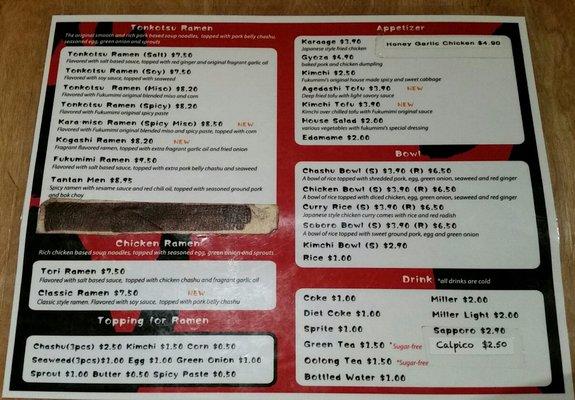 Tonkotsu Ramen
The original smooth and rich pork based soup noodles, topped with pork belly chashu,
seasoned egg, green onion and sprouts
Tonkotsu Ramen (Salt) $7.50
Flavored with salt based sauce, topped with red ginger and original fragrant garlic oil
Tonkotsu Ramen (Soy) $7.50
Flavored with soy sauce, topped with seaweed
Tonkotsu Ramen (Miso) $8.20
Flavored with Fukumimi original blended miso and corn
Tonkotsu Ramen (Spicy) $8.20
Flavored with Fukumimi original spicy paste
Kara miso Ramen (Spicy Miso) $8.50 NEW
Flavored with Fukumimi original blended miso and spicy paste, topped with corn
Kogashi Ramen $8.20 NEW
Fragrant flavored ramen, topped with extra fragrant garlic oil and fried onion
Fukumimi Ramen $9.50
Flavored with salt based sauce, topped with extra pork belly chashu and seaweed
Tantan Men $8.95
Spicy ramen with sesame sauce and red chili oil, topped with seasoned ground pork
and bok choy
Chicken Ramen
Rich chicken based soup noodles, topped with seasoned egg, green onion and sprouts
Tori Ramen $7.50
Flavored with salt based sauce, topped with chicken chashu and fragrant garlic oil
Classic Ramen $7.50 NEW
Classic style ramen. Flavored with soy sauce, topped with pork belly chashu
Topping for Ramen
Chashu(3pcs) $2.50 Kimchi $1.50 Corn $0.50
Seaweed(3pcs)$1.00 Egg $1.00 Green Onion $1.00
Sprout $1.00 Butter $0.50 Spicy Paste $0.50
Appetizer
Karaage $3.90
Japanese style fried chicken
Honey Garlic Chicken $4.90
Gyoza $4.90
baked pork and chicken dumpling
Kimchi $2.50
Fukumimi's original house made spicy and sweet cabbage
Agedashi Tofu $3.90 NEW
Deep fried tofu with light savory sauce
Kimchi Tofu $3.90 NEW
Kimchi over chilled tofu with Fukumimi original sauce
House Salad $2.00
various vegetables with fukumimi's special dressing
Edamame $2.00
Bowl
Chashu Bowl (S) $3.90 (R) $6.50
A bowl of rice topped with shredded pork, egg, green onion, seaweed and red ginger
Chicken Bowl (S) $3.90 (R) $6.50
A bowl of rice topped with diced chicken, egg, green onion, seaweed and red ginger
Curry Rice (S) $3.90 (R) $6.50
Japanese style chicken curry comes with rice and red radish
Soboro Bowl (S) $3.90 (R) $6.50
A bowl of rice topped with sweet ground pork, egg and green onion
Kimchi Bowl (S) $2.90
Rice $1.00
Drink *all drinks are cold
Coke $1.00
Diet Coke $1.00
Sprite $1.00
Green Tea $1.50 *Sugar-free
Oolong Tea $1.50 *Sugar-free
Bottled Water $1.00
Miller $2.00
Miller Light $2.00
Sapporo $2.90
Calpico $2.50